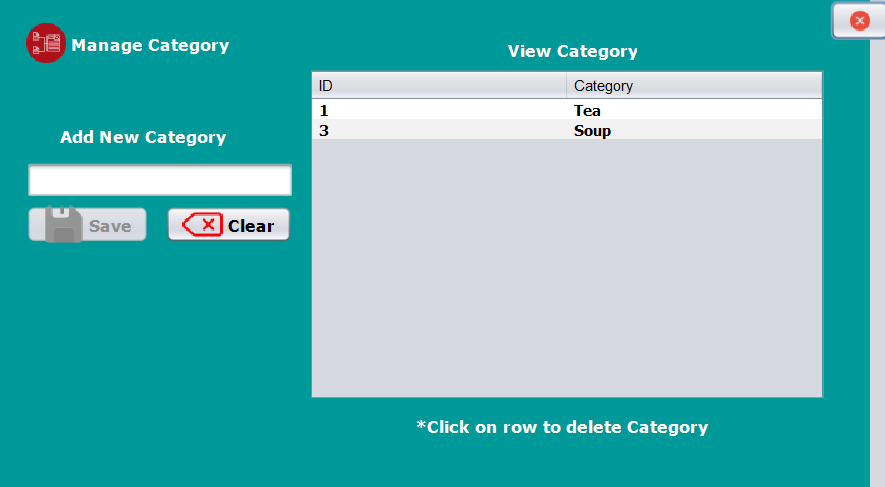 Manage Category
View Category
ID Category
1 Tea
3 Soup
Add New Category
Save Clear
*Click on row to delete Category